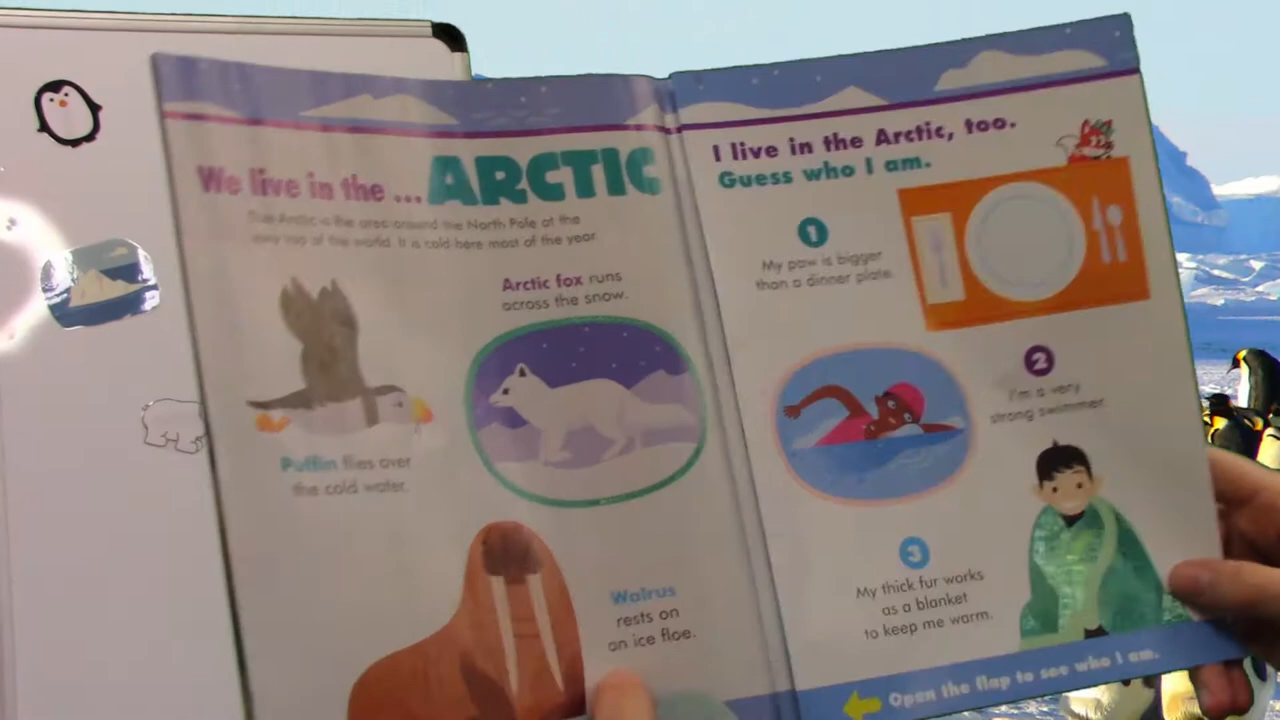 We live in the ... ARCTIC
The Arctic is the area around the North Pole at the
very top of the world. It is cold here most of the year.
Arctic fox runs
across the snow.
Puffin flies over
the cold water.
Walrus
rests on
an ice floe.
I live in the Arctic, too.
Guess who I am.
1
My paw is bigger
than a dinner plate.
2
I'm a very
strong swimmer.
3
My thick fur works
as a blanket
to keep me warm.
Open the flap to see who I am.